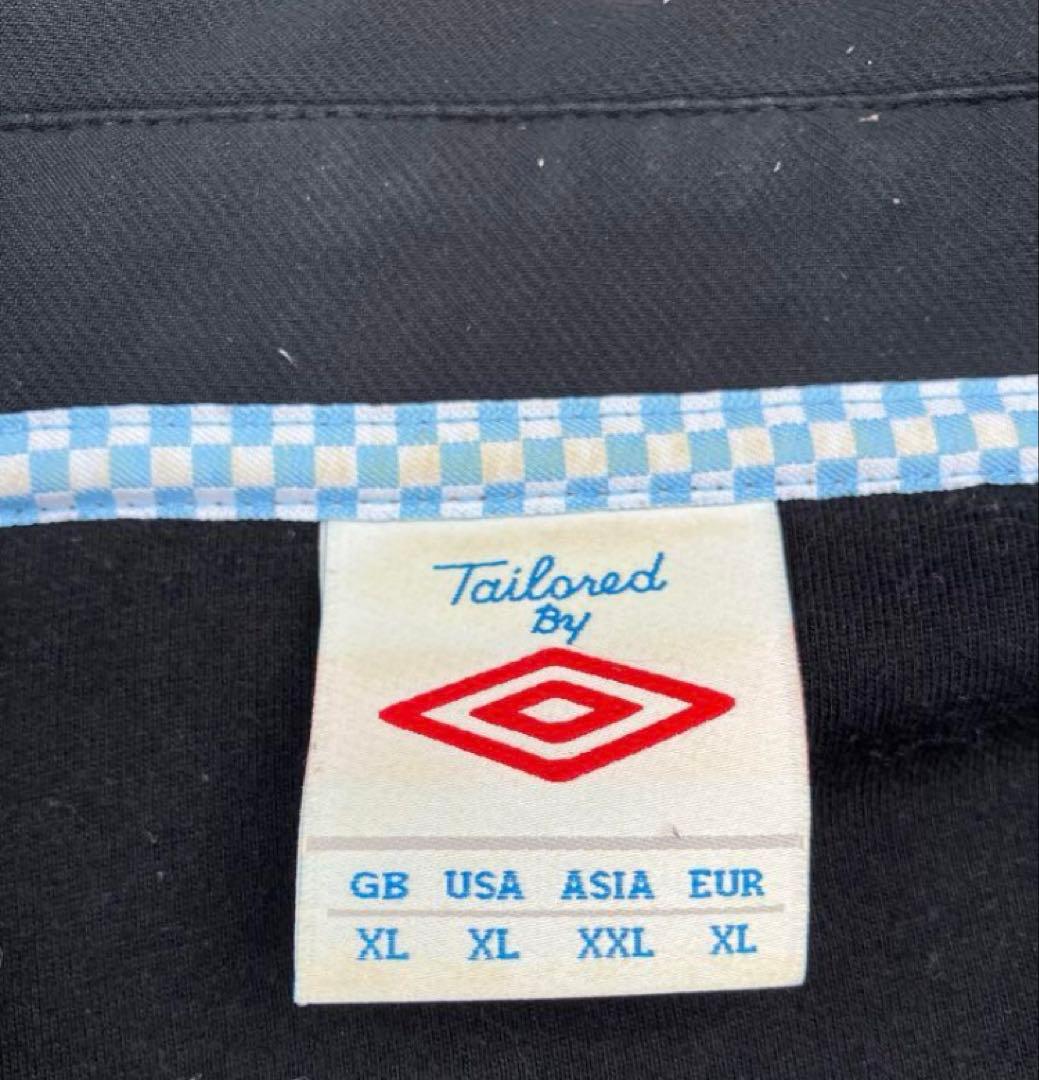 Tailored
By
GB USA ASIA EUR
XL XL XXL XL